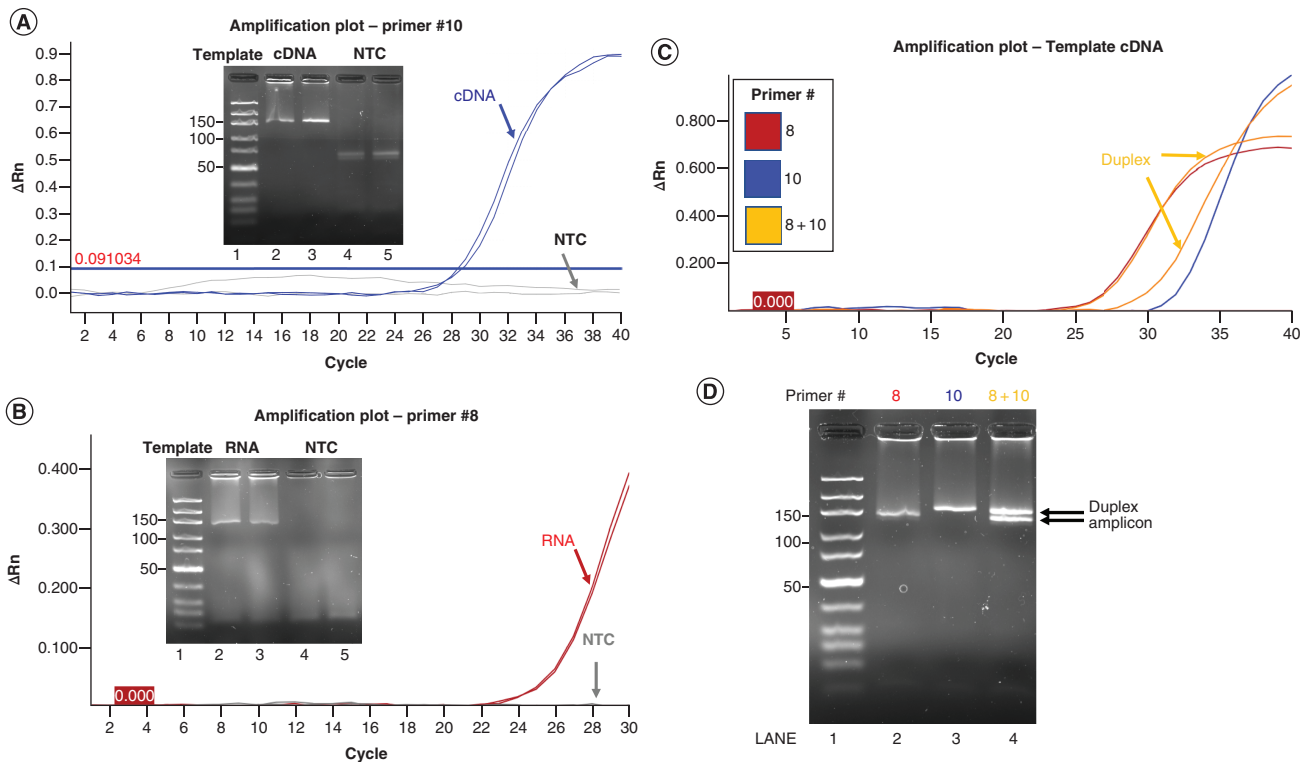 A
Amplification plot – primer #10
Template cDNA NTC
150
100
50
1 2 3 4 5
cDNA
NTC
0.091034
ΔRn
0.9
0.8
0.7
0.6
0.5
0.4
0.3
0.2
0.1
0.0
2 4 6 8 10 12 14 16 18 20 22 24 26 28 30 32 34 36 38 40
Cycle
B
Amplification plot – primer #8
Template RNA NTC
150
100
50
1 2 3 4 5
RNA
NTC
0.000
ΔRn
0.400
0.300
0.200
0.100
2 4 6 8 10 12 14 16 18 20 22 24 26 28 30
Cycle
C
Amplification plot – Template cDNA
Primer #
8
10
8 + 10
Duplex
0.000
ΔRn
0.800
0.600
0.400
0.200
5 10 15 20 25 30 35 40
Cycle
D
Primer # 8 10 8 + 10
150
100
50
Duplex
amplicon
LANE 1 2 3 4